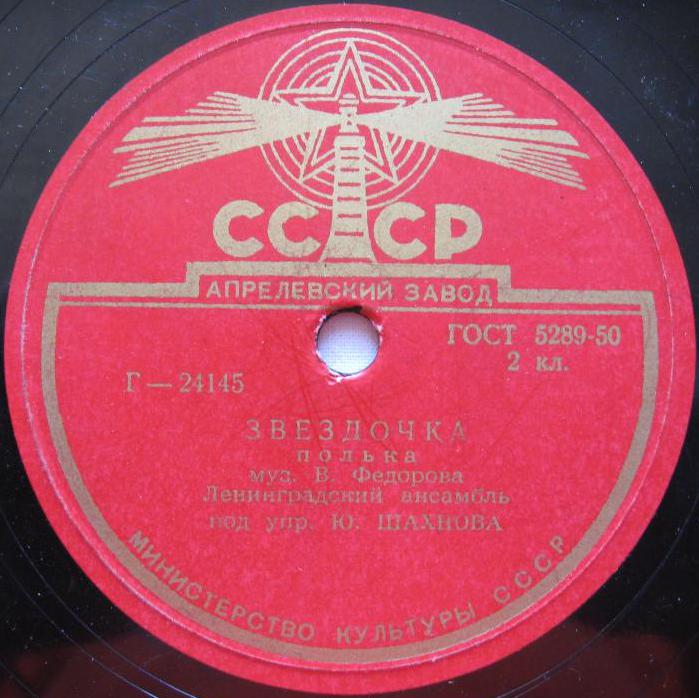 СССР
АПРЕЛЕВСКИЙ ЗАВОД
ГОСТ 5289-50
2 кл.
Г — 24145
ЗВЕЗДОЧКА
полька
муз. В. Федорова
Ленинградский ансамбль
под упр. Ю. ШАХНОВА
МИНИСТЕРСТВО КУЛЬТУРЫ СССР